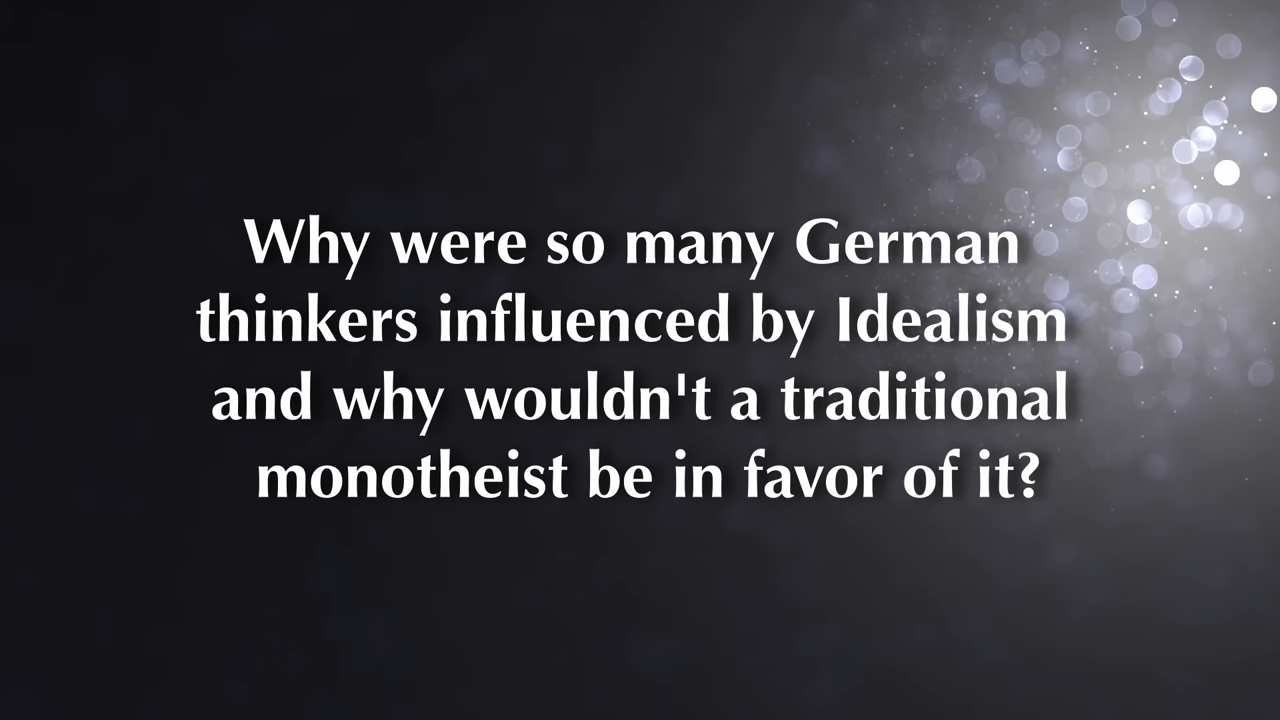 Why were so many German
thinkers influenced by Idealism
and why wouldn't a traditional
monotheist be in favor of it?